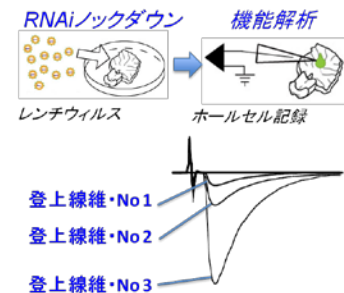 RNAiノックダウン
機能解析
レンチウィルス
ホールセル記録
登上線維・No1
登上線維・No2
登上線維・No3